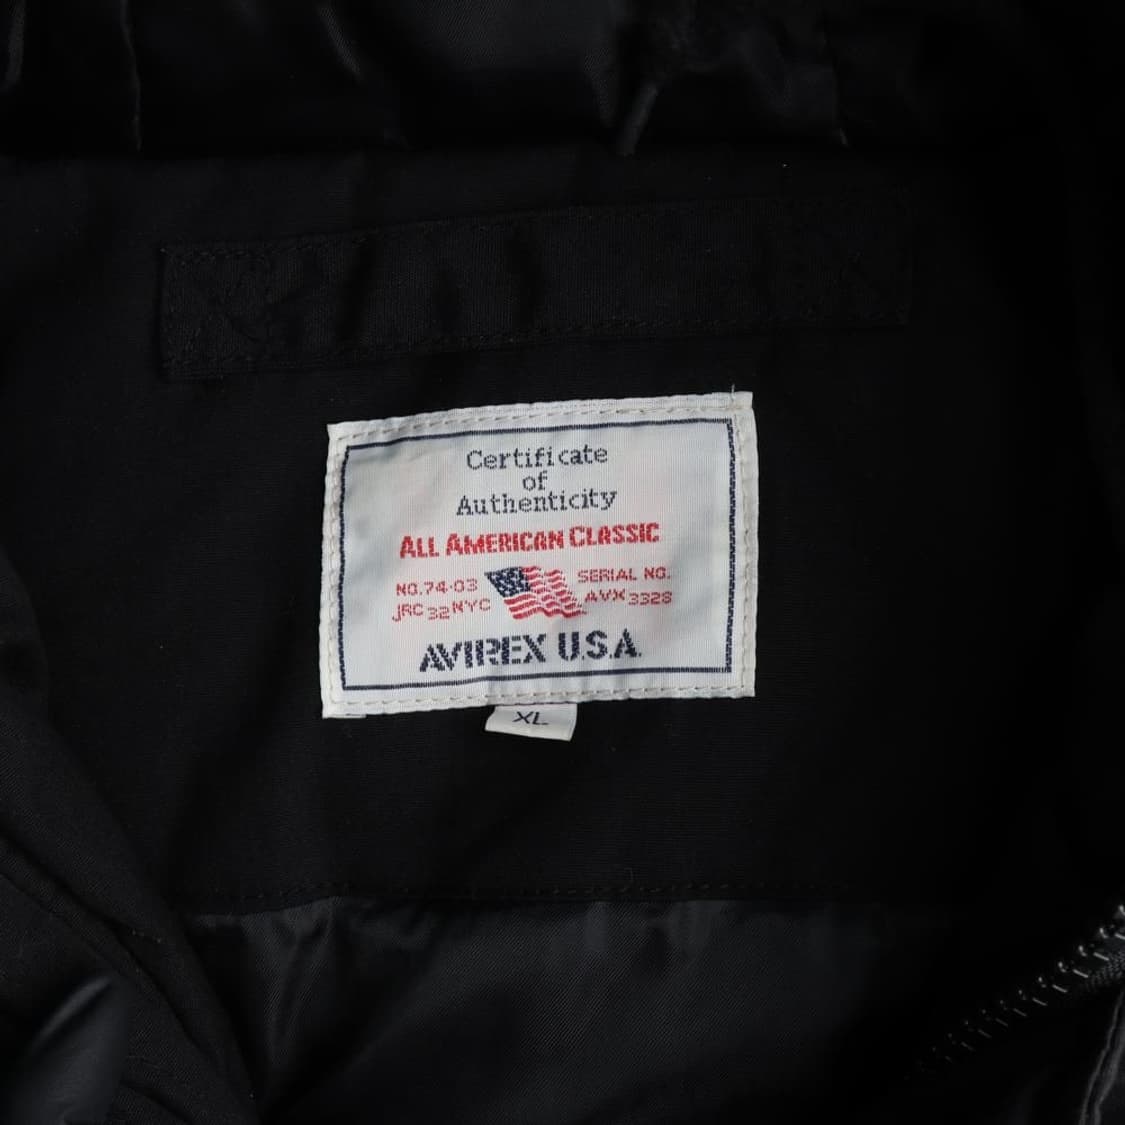 Certificate
of
Authenticity
ALL AMERICAN CLASSIC
NO.74-03 SERIAL NO.
JRC 32 NYC AVX 3328
AVIREX U.S.A.
XL